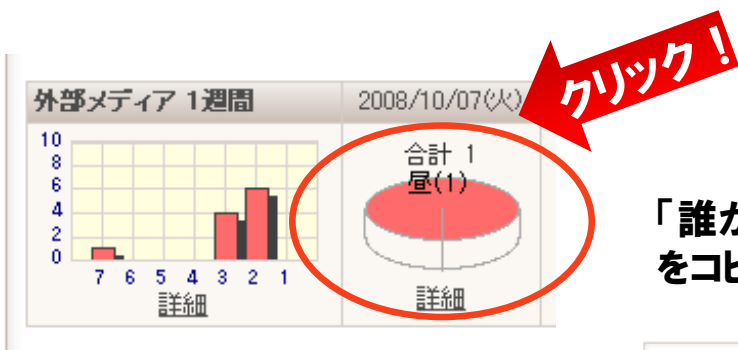 クリック！
外部メディア 1週間
2008/10/07(火)
10
8
6
4
2
0
7 6 5 4 3 2 1
詳細
合計 1
昼(1)
詳細
「誰か
をコピ